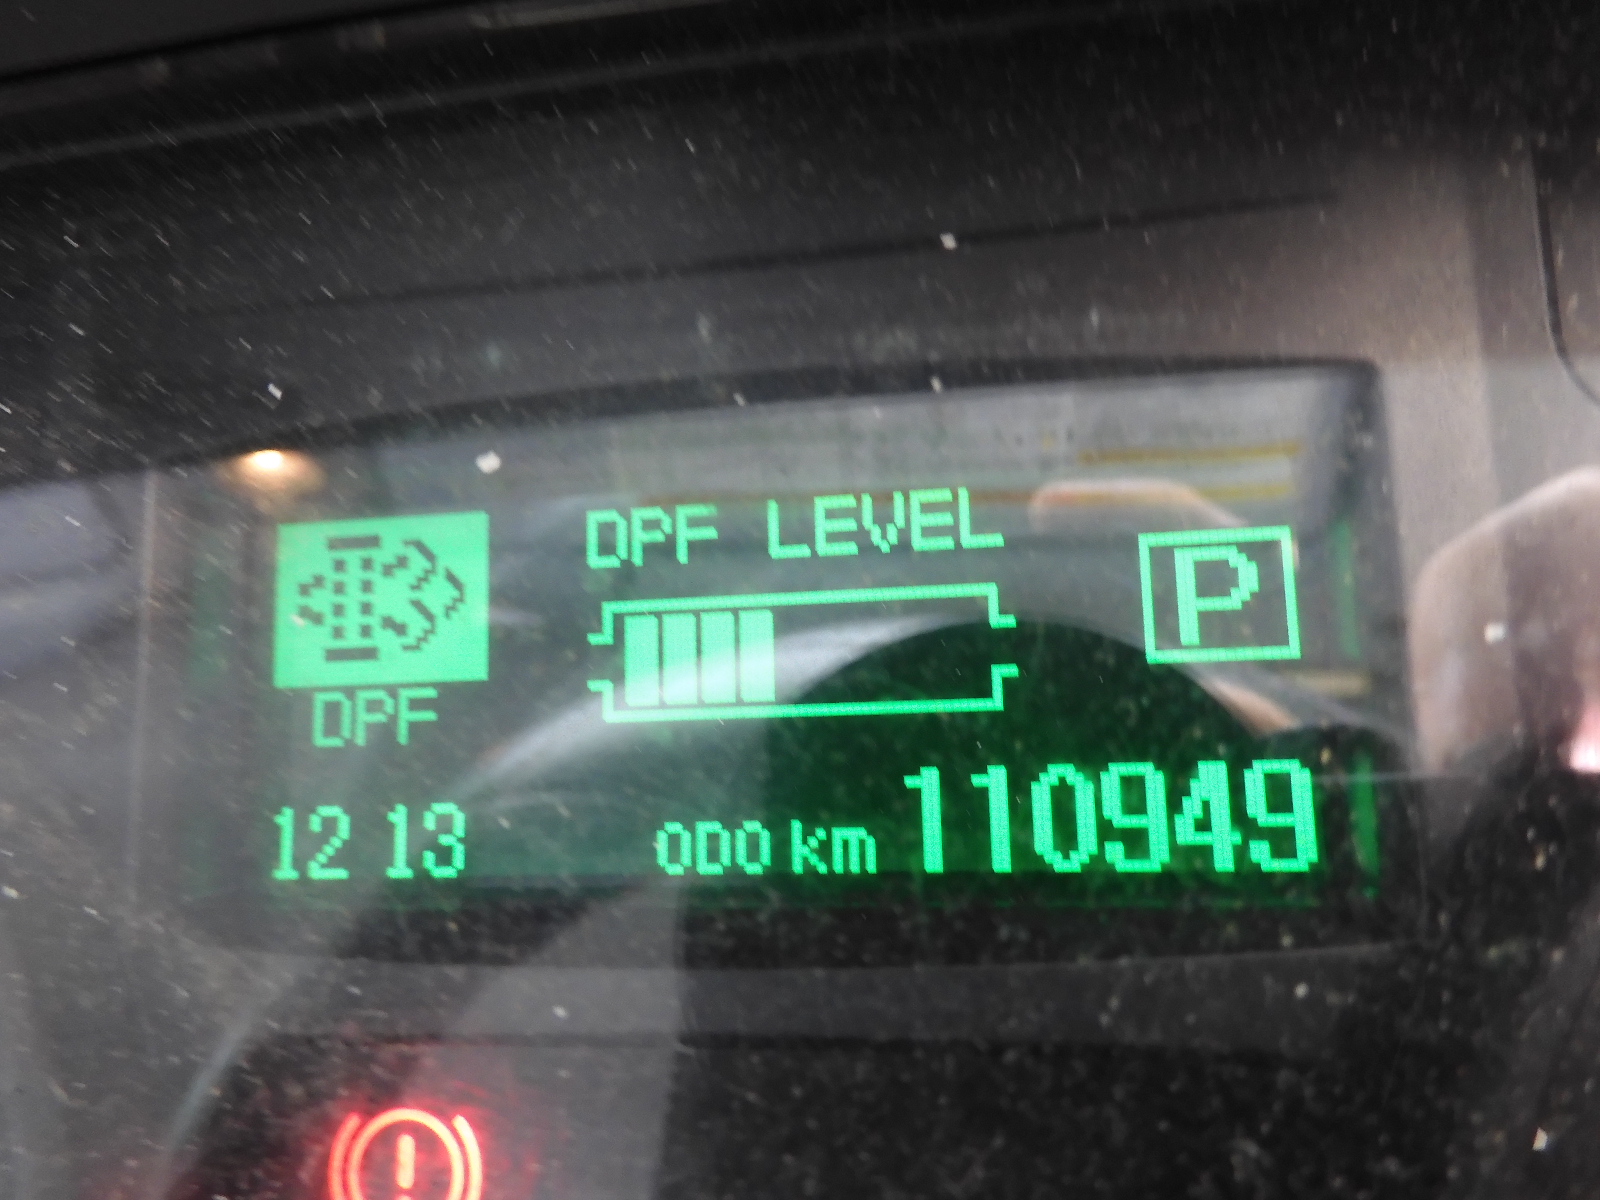 DPF LEVEL
P
DPF
12 13
ODO km 110949